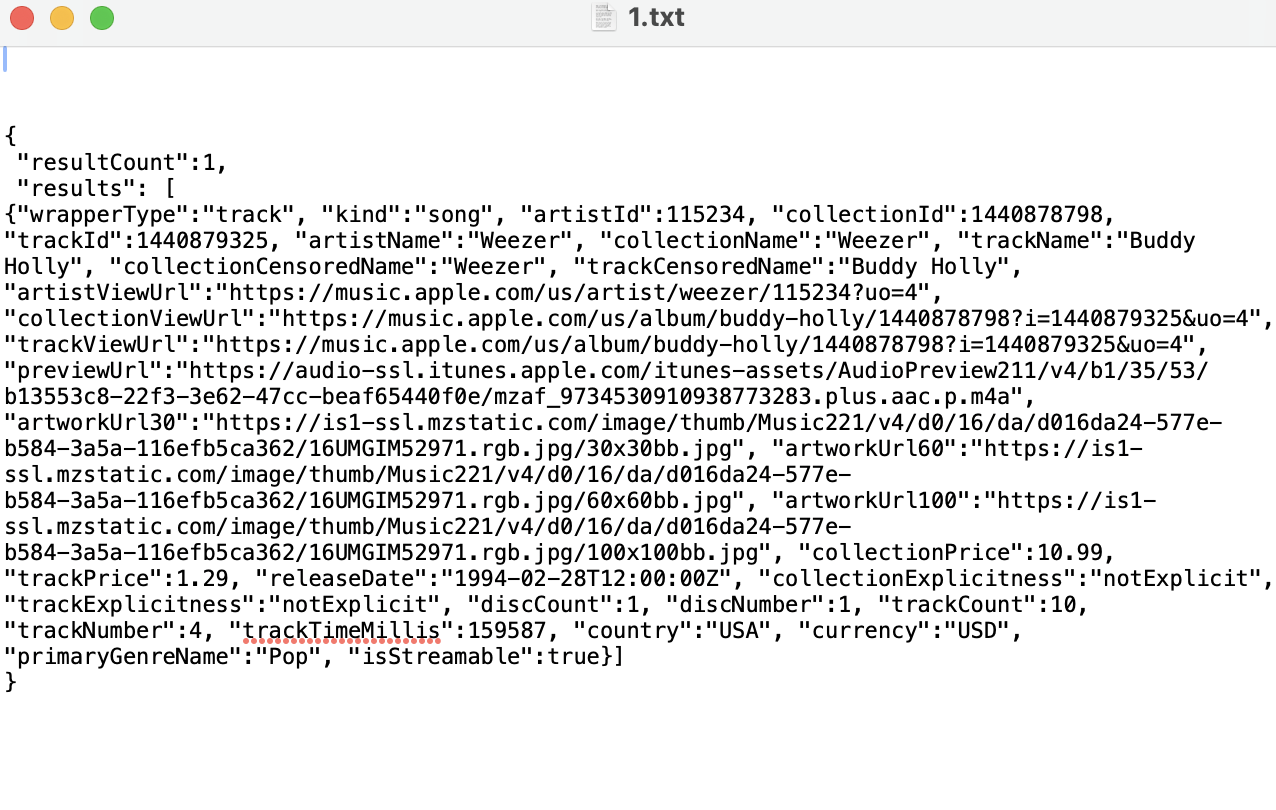 1.txt
{
 "resultCount":1,
 "results": [
{"wrapperType":"track", "kind":"song", "artistId":115234, "collectionId":1440878798,
"trackId":1440879325, "artistName":"Weezer", "collectionName":"Weezer", "trackName":"Buddy
Holly", "collectionCensoredName":"Weezer", "trackCensoredName":"Buddy Holly",
"artistViewUrl":"https://music.apple.com/us/artist/weezer/115234?uo=4",
"collectionViewUrl":"https://music.apple.com/us/album/buddy-holly/1440878798?i=1440879325&uo=4",
"trackViewUrl":"https://music.apple.com/us/album/buddy-holly/1440878798?i=1440879325&uo=4",
"previewUrl":"https://audio-ssl.itunes.apple.com/itunes-assets/AudioPreview211/v4/b1/35/53/
b13553c8-22f3-3e62-47cc-beaf65440f0e/mzaf_9734530910938773283.plus.aac.p.m4a",
"artworkUrl30":"https://is1-ssl.mzstatic.com/image/thumb/Music221/v4/d0/16/da/d016da24-577e-
b584-3a5a-116efb5ca362/16UMGIM52971.rgb.jpg/30x30bb.jpg", "artworkUrl60":"https://is1-
ssl.mzstatic.com/image/thumb/Music221/v4/d0/16/da/d016da24-577e-
b584-3a5a-116efb5ca362/16UMGIM52971.rgb.jpg/60x60bb.jpg", "artworkUrl100":"https://is1-
ssl.mzstatic.com/image/thumb/Music221/v4/d0/16/da/d016da24-577e-
b584-3a5a-116efb5ca362/16UMGIM52971.rgb.jpg/100x100bb.jpg", "collectionPrice":10.99,
"trackPrice":1.29, "releaseDate":"1994-02-28T12:00:00Z", "collectionExplicitness":"notExplicit",
"trackExplicitness":"notExplicit", "discCount":1, "discNumber":1, "trackCount":10,
"trackNumber":4, "trackTimeMillis":159587, "country":"USA", "currency":"USD",
"primaryGenreName":"Pop", "isStreamable":true}]
}